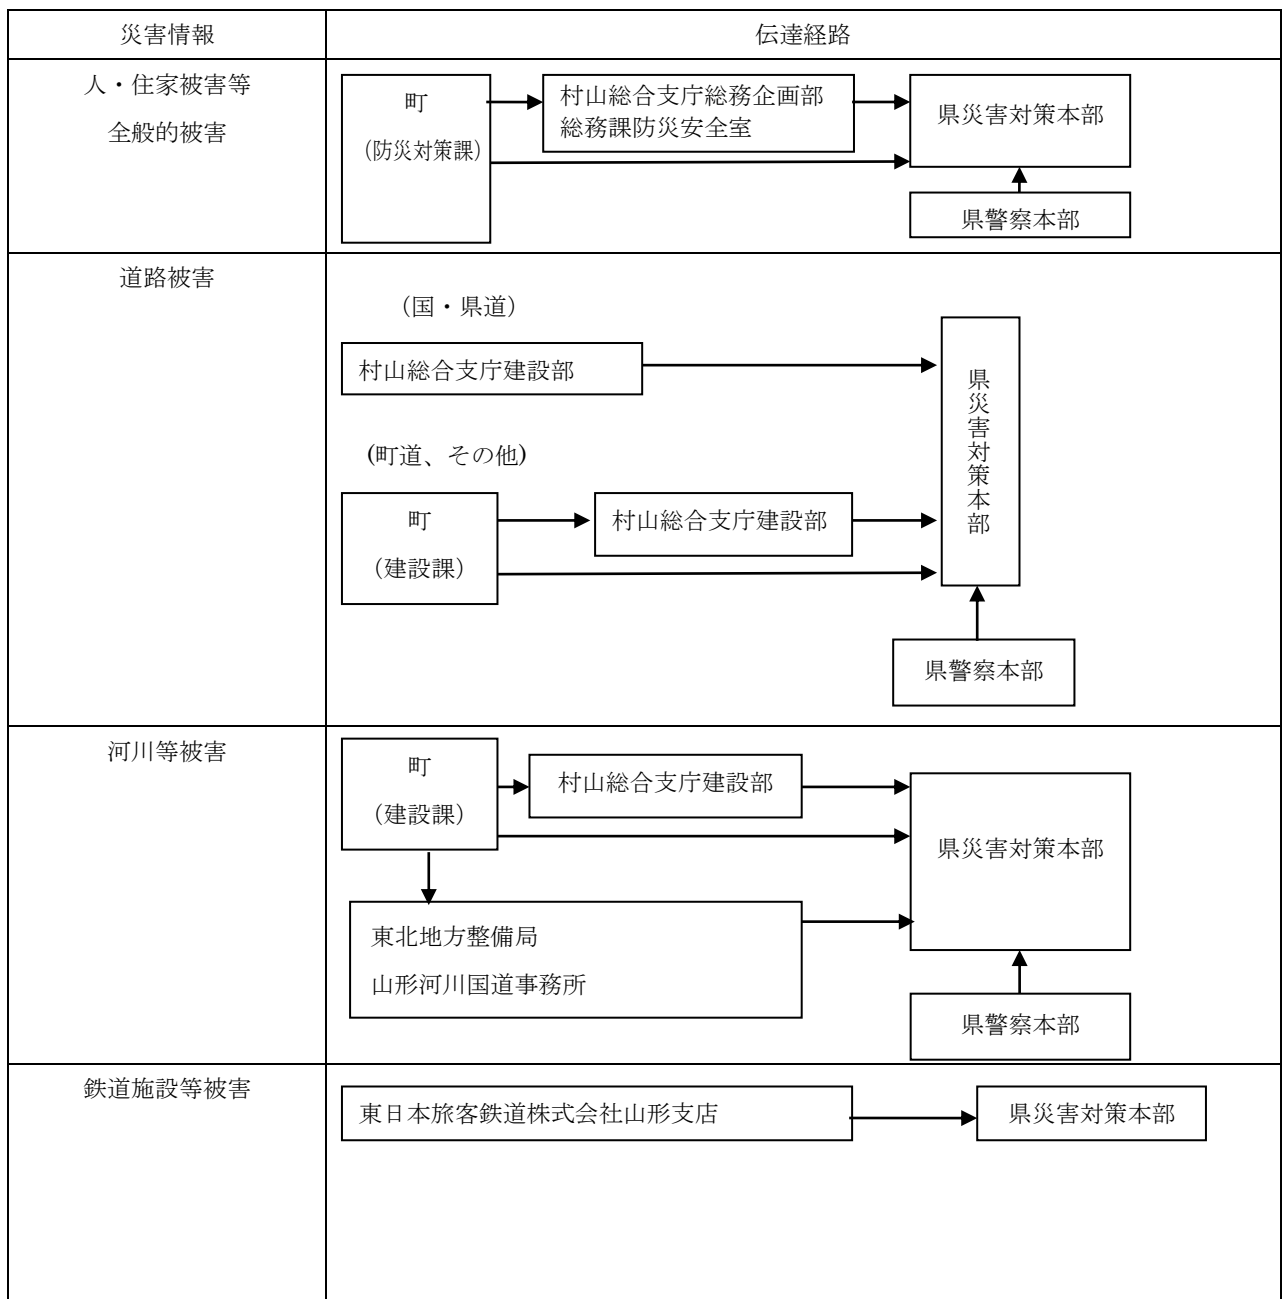 災害情報
伝達経路
人・住家被害等
全般的被害
町
(防災対策課)
村山総合支庁総務企画部
総務課防災安全室
県災害対策本部
県警察本部
道路被害
（国・県道）
村山総合支庁建設部
(町道、その他)
町
（建設課）
村山総合支庁建設部
県災害対策本部
県警察本部
河川等被害
町
（建設課）
村山総合支庁建設部
県災害対策本部
東北地方整備局
山形河川国道事務所
県警察本部
鉄道施設等被害
東日本旅客鉄道株式会社山形支店
県災害対策本部